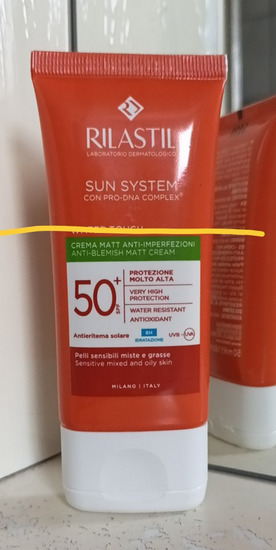 RILASTIL
LABORATORIO DERMATOLOGICO
SUN SYSTEM
CON PRO-DNA COMPLEX®
WATER TOUCH
CREMA MATT ANTI-IMPERFEZIONI
ANTI-BLEMISH MATT CREAM
50+ SPF
PROTEZIONE
MOLTO ALTA
VERY HIGH
PROTECTION
WATER RESISTANT
ANTIOXIDANT
Antieritema solare
8H
IDRATAZIONE
UVB - UVA
Pelli sensibili miste e grasse
Sensitive mixed and oily skin
MILANO | ITALY